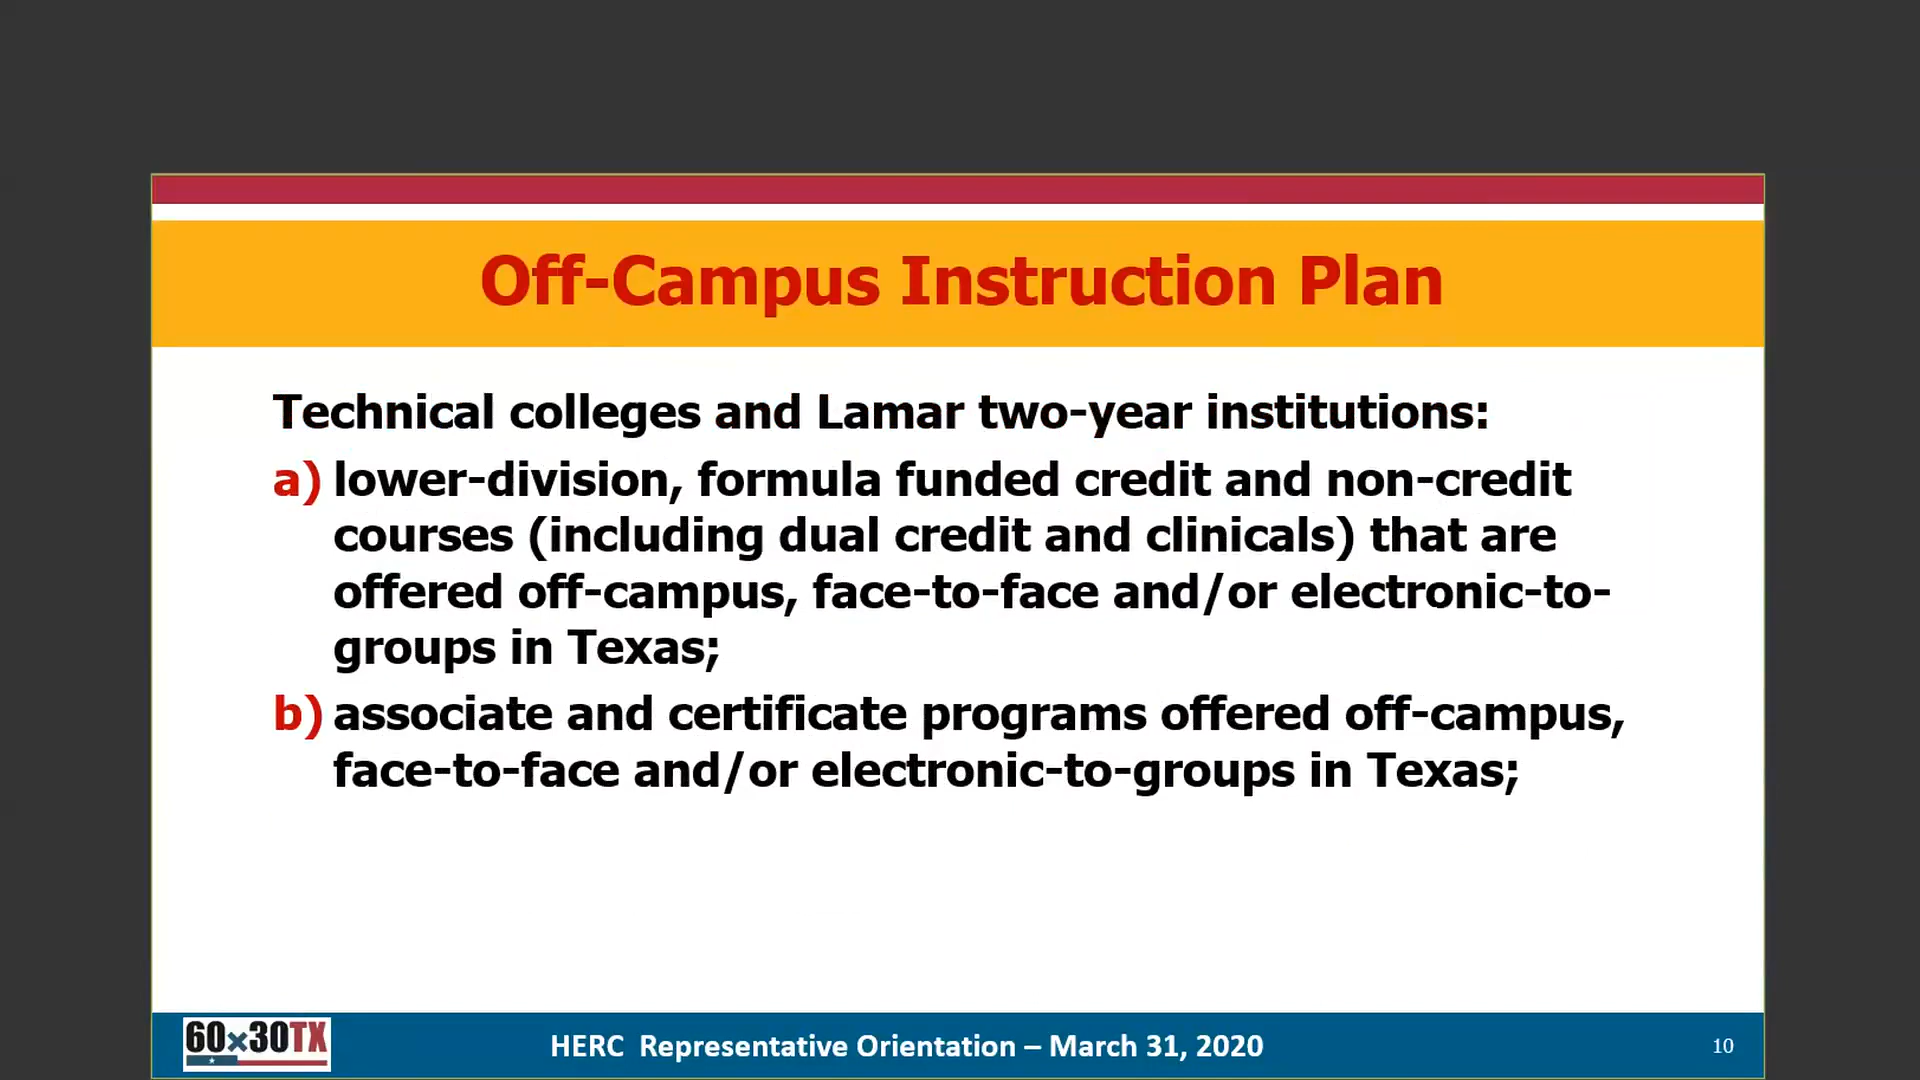 Off-Campus Instruction Plan
Technical colleges and Lamar two-year institutions:
a) lower-division, formula funded credit and non-credit
courses (including dual credit and clinicals) that are
offered off-campus, face-to-face and/or electronic-to-
groups in Texas;
b) associate and certificate programs offered off-campus,
face-to-face and/or electronic-to-groups in Texas;
60x30TX
HERC Representative Orientation – March 31, 2020
10